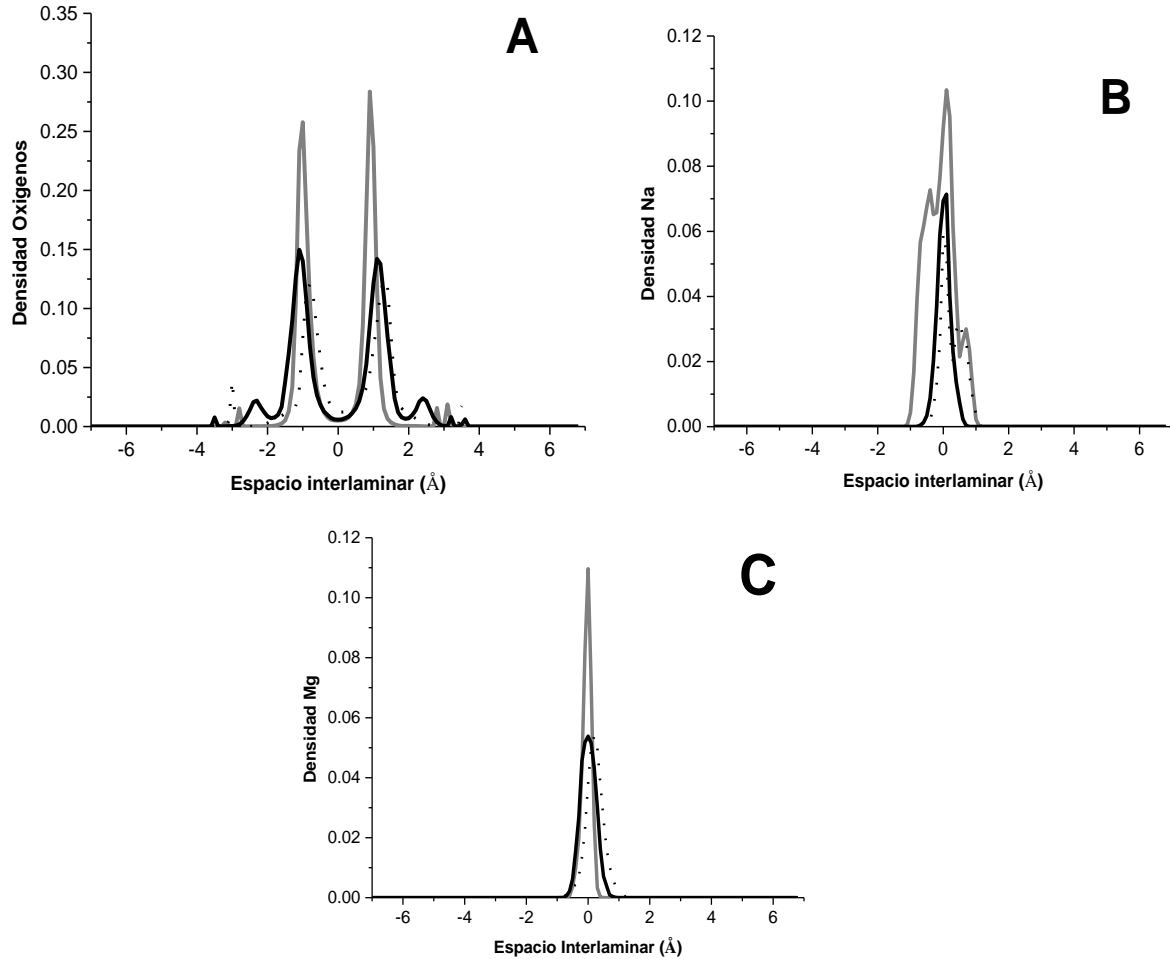 A
Densidad Oxigenos
0.35
0.30
0.25
0.20
0.15
0.10
0.05
0.00
-6 -4 -2 0 2 4 6
Espacio interlaminar (Å)
B
Densidad Na
0.12
0.10
0.08
0.06
0.04
0.02
0.00
-6 -4 -2 0 2 4 6
Espacio interlaminar (Å)
C
Densidad Mg
0.12
0.10
0.08
0.06
0.04
0.02
0.00
-6 -4 -2 0 2 4 6
Espacio Interlaminar (Å)